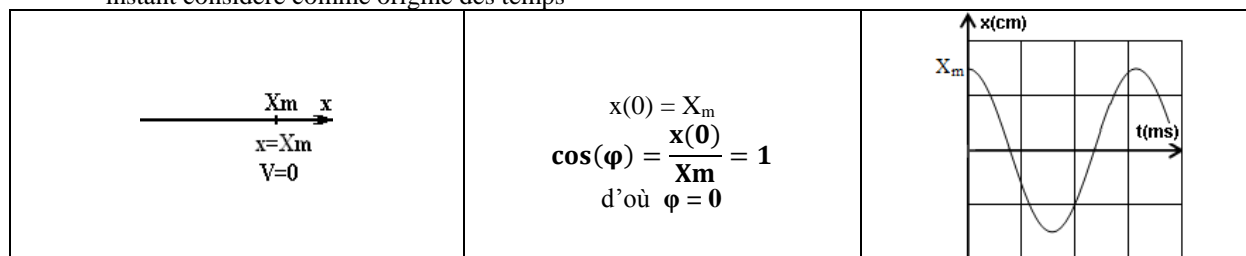 instant considéré comme origine des temps
Xm x
x=Xm
V=0
x(0) = Xₘ
cos(φ) = x(0)/Xm = 1
d’où φ = 0
x(cm)
Xₘ
t(ms)